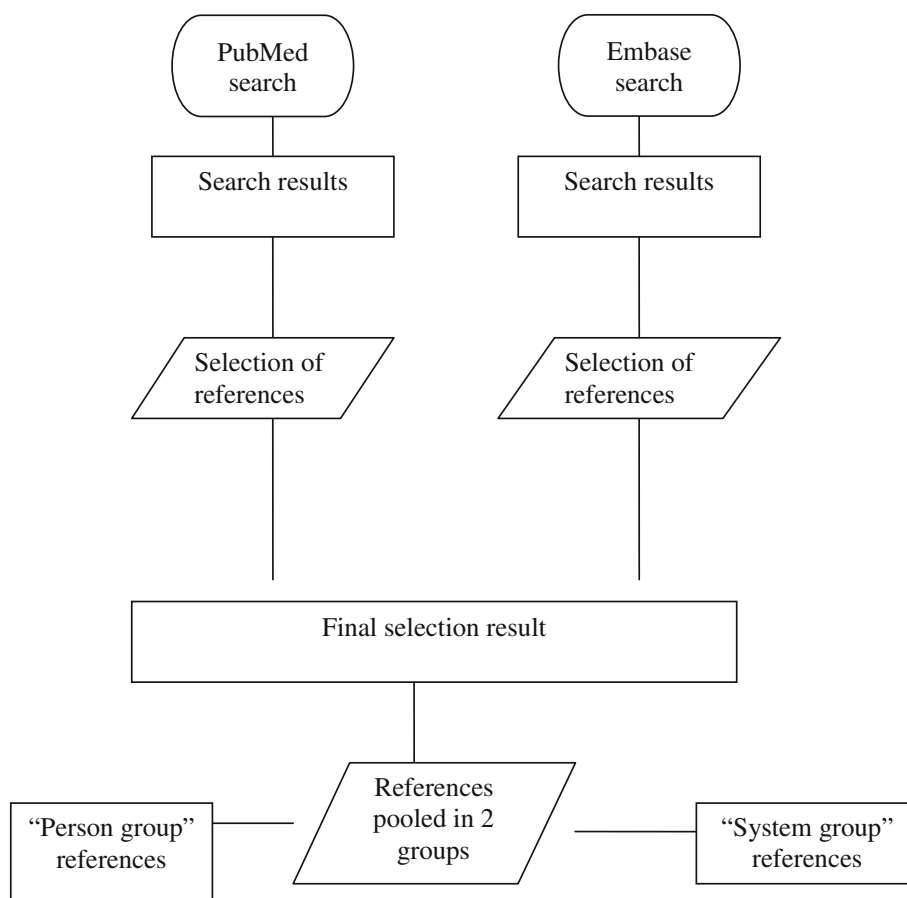 PubMed
search
Embase
search
Search results
Search results
Selection of
references
Selection of
references
Final selection result
References
pooled in 2
groups
“Person group”
references
“System group”
references